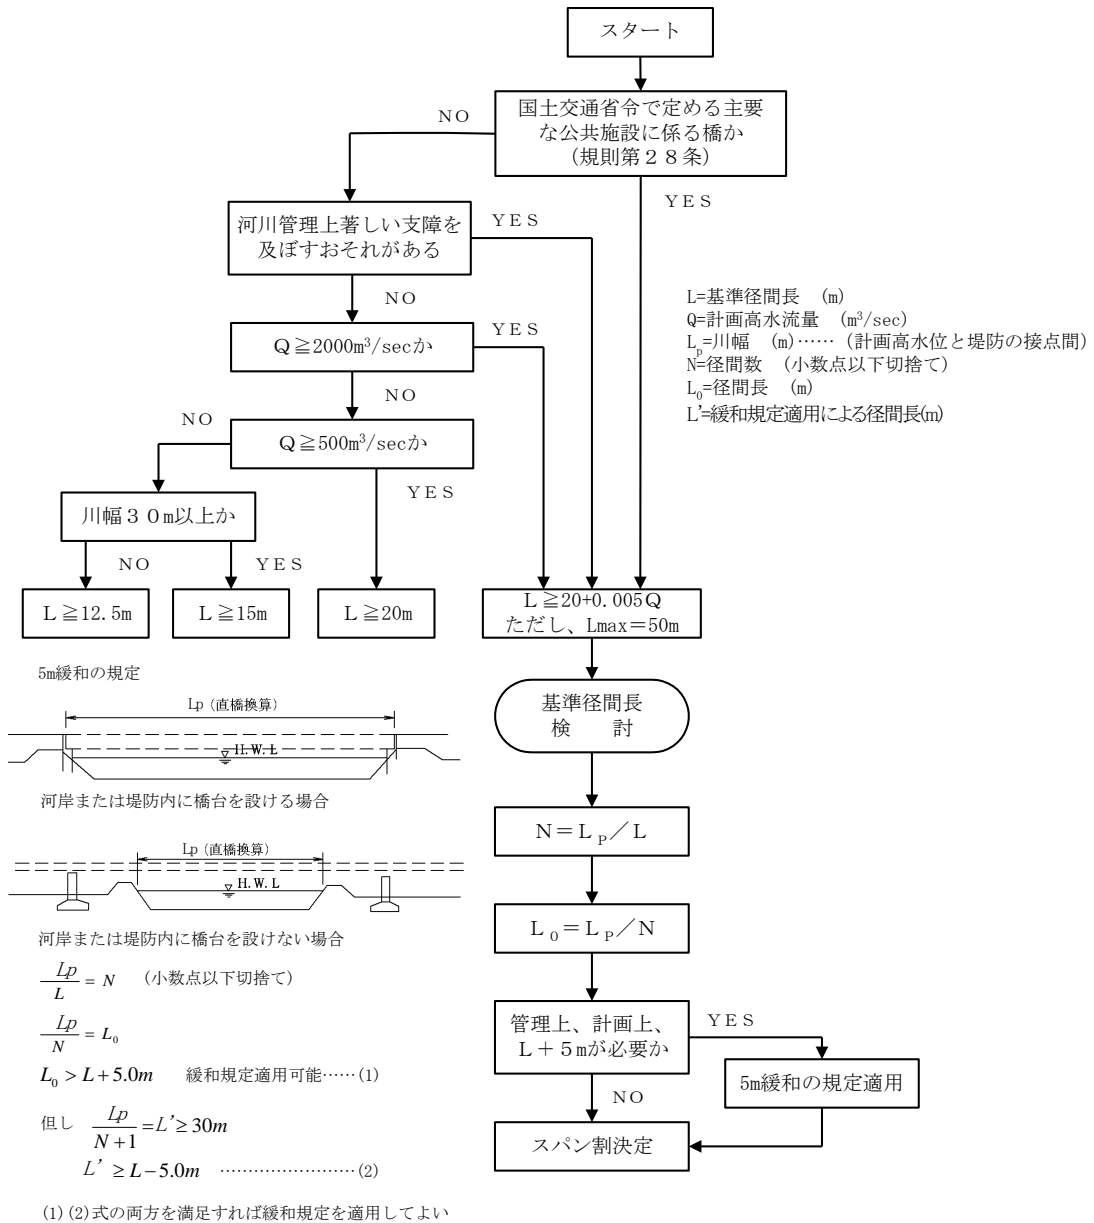 スタート
国土交通省令で定める主要
な公共施設に係る橋か
(規則第２８条)
ＮＯ
ＹＥＳ
河川管理上著しい支障を
及ぼすおそれがある
ＹＥＳ
ＮＯ
Ｑ≧2000m³/secか
ＹＥＳ
ＮＯ
Ｑ≧500m³/secか
ＮＯ
ＹＥＳ
川幅３０m以上か
ＮＯ
ＹＥＳ
Ｌ≧12.5m
Ｌ≧15m
Ｌ≧20m
Ｌ≧20+0.005Ｑ
ただし、Lmax＝50m
L=基準径間長 (m)
Q=計画高水流量 (m³/sec)
Lp=川幅 (m)……（計画高水位と堤防の接点間）
N=径間数 (小数点以下切捨て)
L₀=径間長 (m)
L'=緩和規定適用による径間長(m)
基準径間長
検　　討
Ｎ＝Ｌp／Ｌ
Ｌ₀＝Ｌp／Ｎ
管理上、計画上、
Ｌ＋５mが必要か
ＹＥＳ
ＮＯ
5m緩和の規定適用
スパン割決定
5m緩和の規定
Lp (直橋換算)
H.W.L
河岸または堤防内に橋台を設ける場合
Lp (直橋換算)
H.W.L
河岸または堤防内に橋台を設けない場合
Lp/L = N (小数点以下切捨て)
Lp/N = L₀
L₀ > L+5.0m 緩和規定適用可能……(1)
但し Lp/N+1 =L'≥30m
L' ≥L−5.0m ……………………(2)
(1)(2)式の両方を満足すれば緩和規定を適用してよい